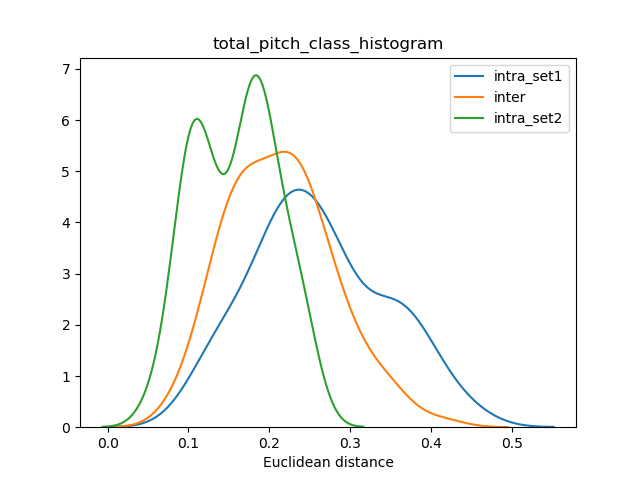 total_pitch_class_histogram
7
6
5
4
3
2
1
0
intra_set1
inter
intra_set2
0.0 0.1 0.2 0.3 0.4 0.5
Euclidean distance